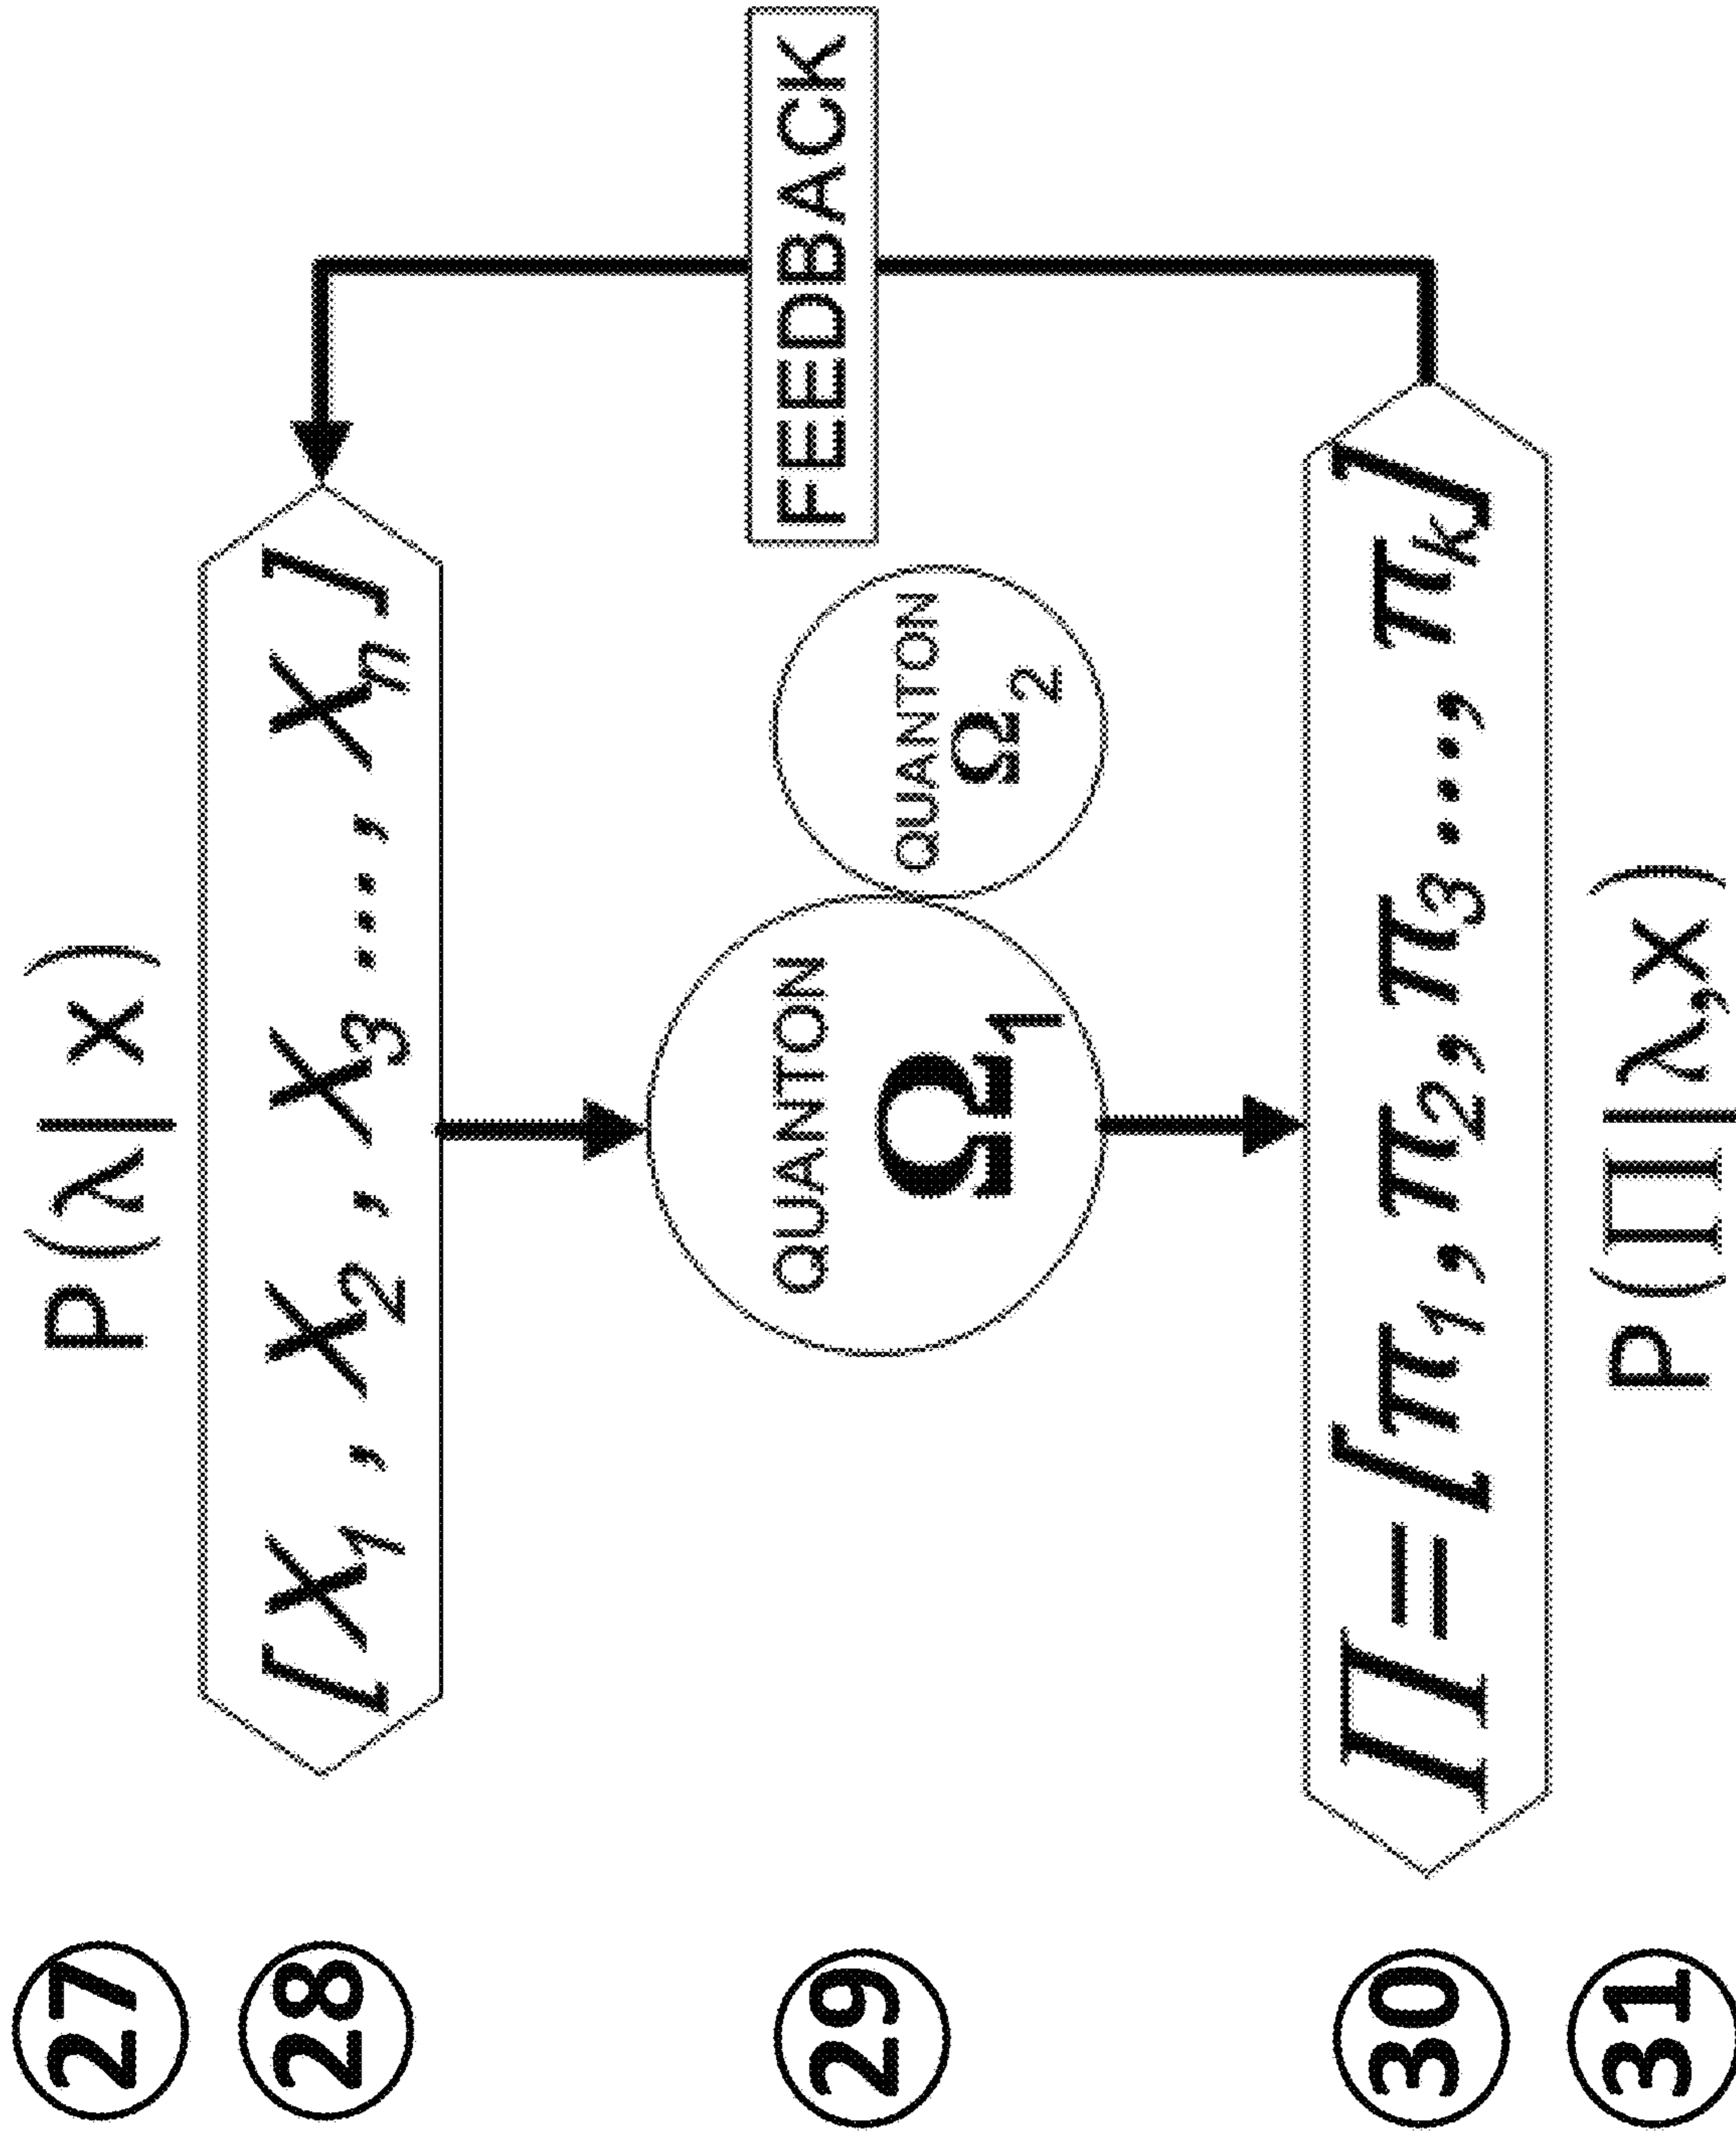 27 P(λ| x)
28 [X₁ , X₂ , X₃ ..., Xₙ ]
FEEDBACK
29
QUANTON
Ω₁
QUANTON
Ω₂
30 Π=[π₁,π₂,π₃...,πₖ]
31 P(Π|λ,x)